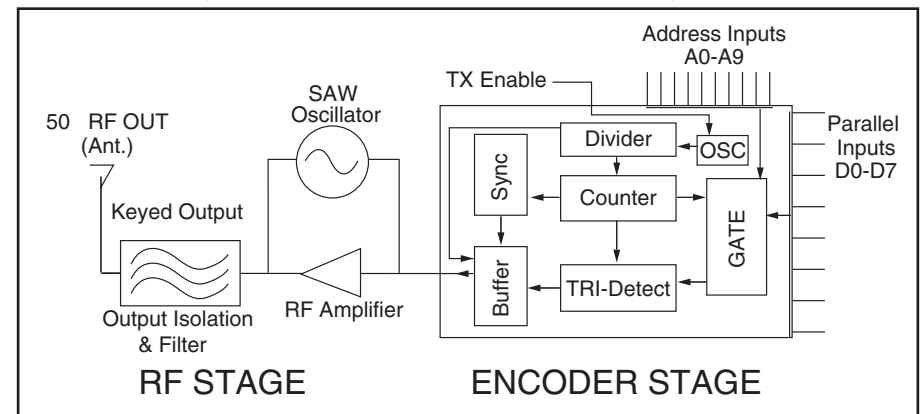 Address Inputs
A0-A9
TX Enable
SAW
Oscillator
50 RF OUT
(Ant.)
Parallel
Inputs
D0-D7
Divider
OSC
Sync
Counter
GATE
Keyed Output
Buffer
TRI-Detect
RF Amplifier
Output Isolation
& Filter
RF STAGE
ENCODER STAGE